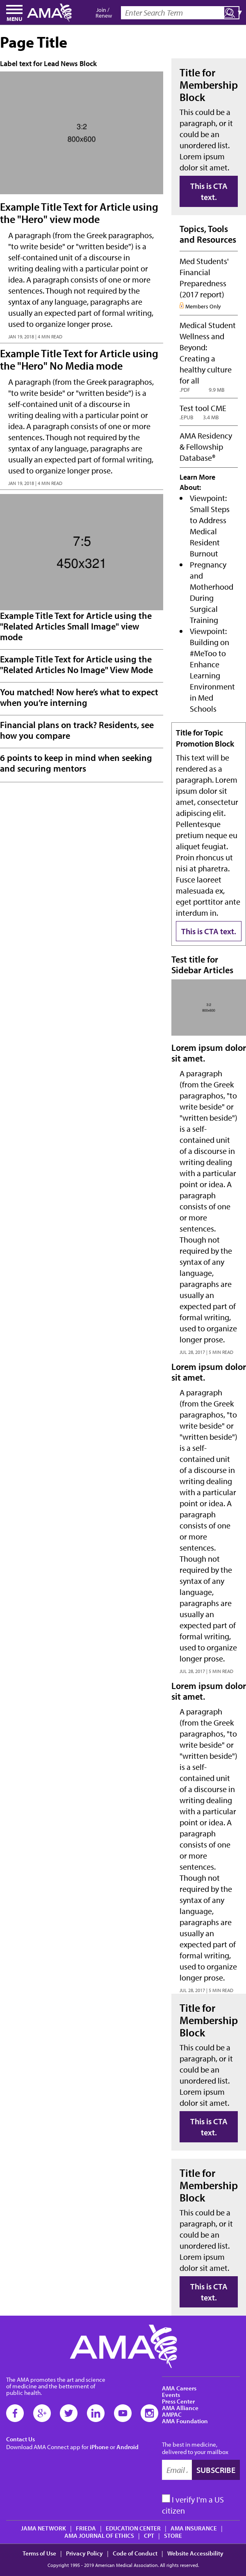 MENU
AMA
Join /
Renew
Enter Search Term
Page Title
Label text for Lead News Block
3:2
800x600
Example Title Text for Article using
the "Hero" view mode
A paragraph (from the Greek paragraphos,
"to write beside" or "written beside") is a
self-contained unit of a discourse in
writing dealing with a particular point or
idea. A paragraph consists of one or more
sentences. Though not required by the
syntax of any language, paragraphs are
usually an expected part of formal writing,
used to organize longer prose.
JAN 19, 2018 | 4 MIN READ
Example Title Text for Article using
the "Hero" No Media mode
A paragraph (from the Greek paragraphos,
"to write beside" or "written beside") is a
self-contained unit of a discourse in
writing dealing with a particular point or
idea. A paragraph consists of one or more
sentences. Though not required by the
syntax of any language, paragraphs are
usually an expected part of formal writing,
used to organize longer prose.
JAN 19, 2018 | 4 MIN READ
7:5
450x321
Example Title Text for Article using the
"Related Articles Small Image" view
mode
Example Title Text for Article using the
"Related Articles No Image" View Mode
You matched! Now here's what to expect
when you're interning
Financial plans on track? Residents, see
how you compare
6 points to keep in mind when seeking
and securing mentors
Title for
Membership
Block
This could be a
paragraph, or it
could be an
unordered list.
Lorem ipsum
dolor sit amet.
This is CTA
text.
Topics, Tools
and Resources
Med Students'
Financial
Preparedness
(2017 report)
Members Only
Medical Student
Wellness and
Beyond:
Creating a
healthy culture
for all
.PDF 9.9 MB
Test tool CME
.EPUB 3.4 MB
AMA Residency
& Fellowship
Database®
Learn More
About:
Viewpoint:
Small Steps
to Address
Medical
Resident
Burnout
Pregnancy
and
Motherhood
During
Surgical
Training
Viewpoint:
Building on
#MeToo to
Enhance
Learning
Environment
in Med
Schools
Title for Topic
Promotion Block
This text will be
rendered as a
paragraph. Lorem
ipsum dolor sit
amet, consectetur
adipiscing elit.
Pellentesque
pretium neque eu
aliquet feugiat.
Proin rhoncus ut
nisi at pharetra.
Fusce laoreet
malesuada ex,
eget porttitor ante
interdum in.
This is CTA text.
Test title for
Sidebar Articles
3:2
800x600
Lorem ipsum dolor
sit amet.
A paragraph
(from the Greek
paragraphos, "to
write beside" or
"written beside")
is a self-
contained unit
of a discourse in
writing dealing
with a particular
point or idea. A
paragraph
consists of one
or more
sentences.
Though not
required by the
syntax of any
language,
paragraphs are
usually an
expected part of
formal writing,
used to organize
longer prose.
JUL 28, 2017 | 5 MIN READ
Lorem ipsum dolor
sit amet.
A paragraph
(from the Greek
paragraphos, "to
write beside" or
"written beside")
is a self-
contained unit
of a discourse in
writing dealing
with a particular
point or idea. A
paragraph
consists of one
or more
sentences.
Though not
required by the
syntax of any
language,
paragraphs are
usually an
expected part of
formal writing,
used to organize
longer prose.
JUL 28, 2017 | 5 MIN READ
Lorem ipsum dolor
sit amet.
A paragraph
(from the Greek
paragraphos, "to
write beside" or
"written beside")
is a self-
contained unit
of a discourse in
writing dealing
with a particular
point or idea. A
paragraph
consists of one
or more
sentences.
Though not
required by the
syntax of any
language,
paragraphs are
usually an
expected part of
formal writing,
used to organize
longer prose.
JUL 28, 2017 | 5 MIN READ
Title for
Membership
Block
This could be a
paragraph, or it
could be an
unordered list.
Lorem ipsum
dolor sit amet.
This is CTA
text.
Title for
Membership
Block
This could be a
paragraph, or it
could be an
unordered list.
Lorem ipsum
dolor sit amet.
This is CTA
text.
AMA
The AMA promotes the art and science
of medicine and the betterment of
public health.
Contact Us
Download AMA Connect app for iPhone or Android
AMA Careers
Events
Press Center
AMA Alliance
AMPAC
AMA Foundation
The best in medicine,
delivered to your mailbox
Email
SUBSCRIBE
I verify I'm a US
citizen
JAMA NETWORK | FREIDA | EDUCATION CENTER | AMA INSURANCE |
AMA JOURNAL OF ETHICS | CPT | STORE
Terms of Use | Privacy Policy | Code of Conduct | Website Accessibility
Copyright 1995 - 2019 American Medical Association. All rights reserved.